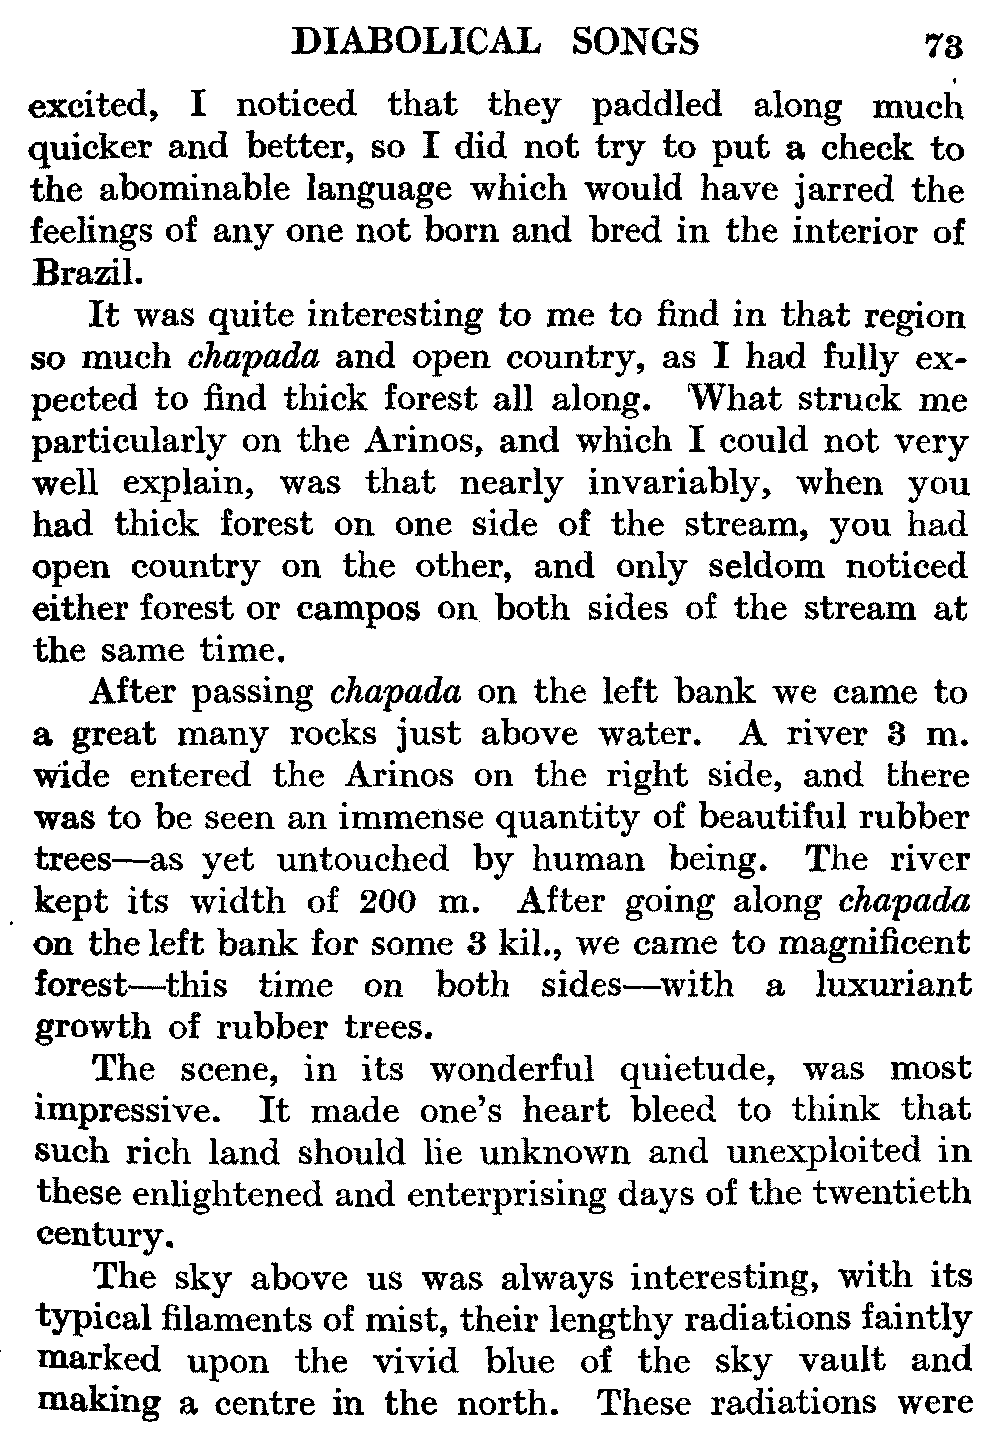 DIABOLICAL SONGS 73
excited, I noticed that they paddled along much
quicker and better, so I did not try to put a check to
the abominable language which would have jarred the
feelings of any one not born and bred in the interior of
Brazil.
It was quite interesting to me to find in that region
so much chapada and open country, as I had fully ex-
pected to find thick forest all along. What struck me
particularly on the Arinos, and which I could not very
well explain, was that nearly invariably, when you
had thick forest on one side of the stream, you had
open country on the other, and only seldom noticed
either forest or campos on both sides of the stream at
the same time.
After passing chapada on the left bank we came to
a great many rocks just above water. A river 3 m.
wide entered the Arinos on the right side, and there
was to be seen an immense quantity of beautiful rubber
trees—as yet untouched by human being. The river
kept its width of 200 m. After going along chapada
on the left bank for some 3 kil., we came to magnificent
forest—this time on both sides—with a luxuriant
growth of rubber trees.
The scene, in its wonderful quietude, was most
impressive. It made one's heart bleed to think that
such rich land should lie unknown and unexploited in
these enlightened and enterprising days of the twentieth
century.
The sky above us was always interesting, with its
typical filaments of mist, their lengthy radiations faintly
marked upon the vivid blue of the sky vault and
making a centre in the north. These radiations were